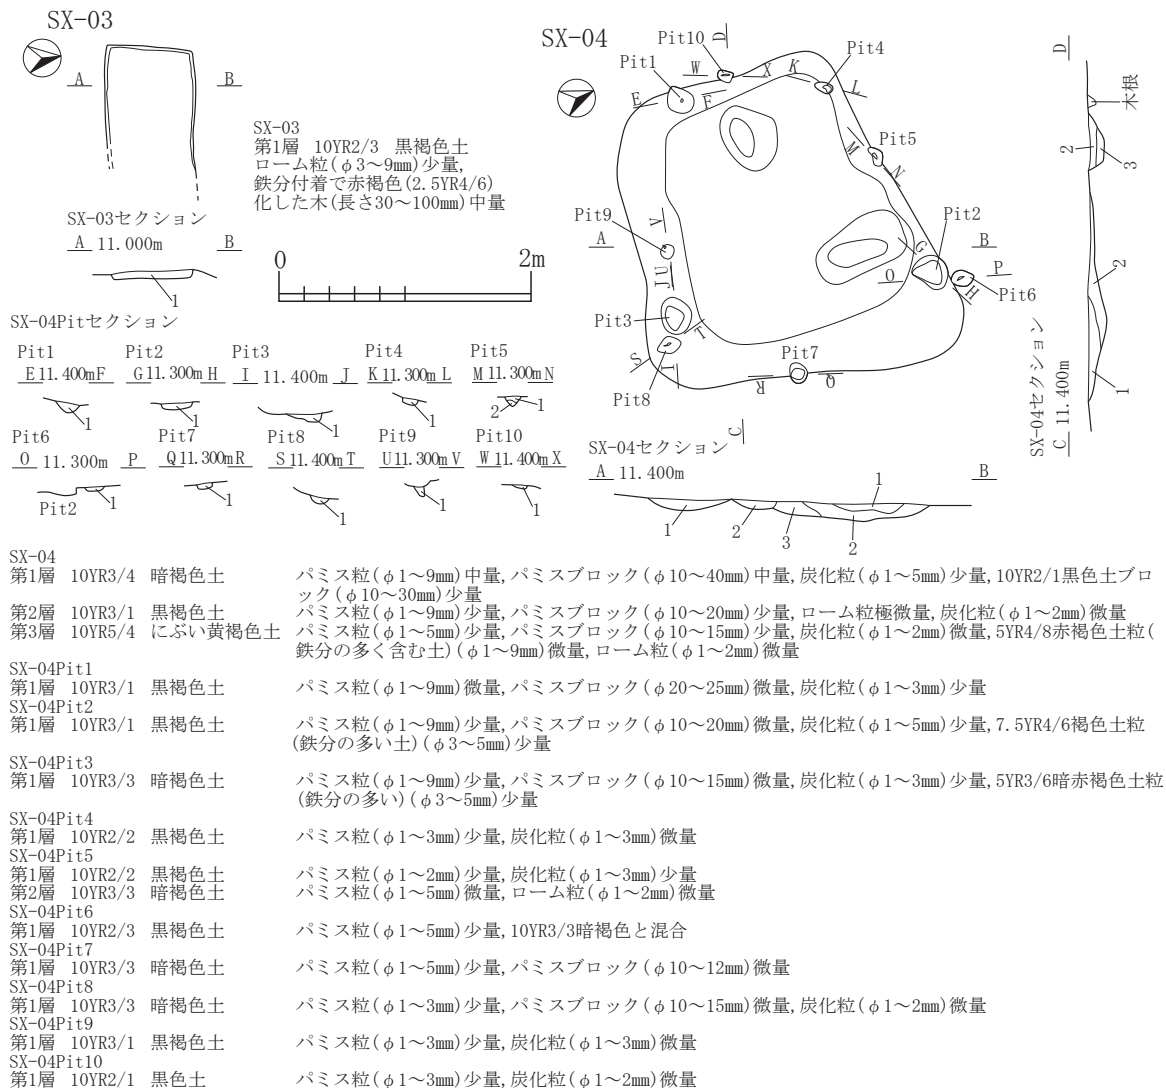 SX-03
A
B
SX-03
第1層 10YR2/3 黒褐色土
ローム粒(φ3～9㎜)少量,
鉄分付着で赤褐色(2.5YR4/6)
化した木(長さ30～100㎜)中量
SX-03セクション
A 11.000m B
1
0 2m
SX-04
Pit10
D
Pit1
W
X
K
Pit4
E
F
L
M
Pit5
N
Pit9
V
A
JU
Pit2
G
B
O
P
H
Pit6
Pit3
T
S
I
Pit7
R
Q
Pit8
C
D
木根
2
3
2
1
SX-04セクション
C 11.400m
SX-04Pitセクション
Pit1 Pit2 Pit3 Pit4 Pit5
E 11.400m F G 11.300m H I 11.400m J K 11.300m L M 11.300m N
1 1 1 1 2 1
Pit6 Pit7 Pit8 Pit9 Pit10
O 11.300m P Q 11.300m R S 11.400m T U 11.300m V W 11.400m X
Pit2 1 1 1 1 1
SX-04セクション
A 11.400m B
1
1 2 3 2
SX-04
第1層 10YR3/4 暗褐色土 パミス粒(φ1～9㎜)中量,パミスブロック(φ10～40㎜)中量,炭化粒(φ1～5㎜)少量,10YR2/1黒色土ブロ
ック(φ10～30㎜)少量
第2層 10YR3/1 黒褐色土 パミス粒(φ1～9㎜)少量,パミスブロック(φ10～20㎜)少量,ローム粒極微量,炭化粒(φ1～2㎜)微量
第3層 10YR5/4 にぶい黄褐色土 パミス粒(φ1～5㎜)少量,パミスブロック(φ10～15㎜)少量,炭化粒(φ1～2㎜)微量,5YR4/8赤褐色土粒(
鉄分の多く含む土)(φ1～9㎜)微量,ローム粒(φ1～2㎜)微量
SX-04Pit1
第1層 10YR3/1 黒褐色土 パミス粒(φ1～9㎜)微量,パミスブロック(φ20～25㎜)微量,炭化粒(φ1～3㎜)少量
SX-04Pit2
第1層 10YR3/1 黒褐色土 パミス粒(φ1～9㎜)少量,パミスブロック(φ10～20㎜)微量,炭化粒(φ1～5㎜)少量,7.5YR4/6褐色土粒
(鉄分の多い土)(φ3～5㎜)少量
SX-04Pit3
第1層 10YR3/3 暗褐色土 パミス粒(φ1～9㎜)少量,パミスブロック(φ10～15㎜)微量,炭化粒(φ1～3㎜)少量,5YR3/6暗赤褐色土粒
(鉄分の多い)(φ3～5㎜)少量
SX-04Pit4
第1層 10YR2/2 黒褐色土 パミス粒(φ1～3㎜)少量,炭化粒(φ1～3㎜)微量
SX-04Pit5
第1層 10YR2/2 黒褐色土 パミス粒(φ1～2㎜)少量,炭化粒(φ1～3㎜)少量
第2層 10YR3/3 暗褐色土 パミス粒(φ1～5㎜)微量,ローム粒(φ1～2㎜)微量
SX-04Pit6
第1層 10YR2/3 黒褐色土 パミス粒(φ1～5㎜)少量,10YR3/3暗褐色と混合
SX-04Pit7
第1層 10YR3/3 暗褐色土 パミス粒(φ1～5㎜)少量,パミスブロック(φ10～12㎜)微量
SX-04Pit8
第1層 10YR3/3 暗褐色土 パミス粒(φ1～3㎜)少量,パミスブロック(φ10～15㎜)微量,炭化粒(φ1～2㎜)微量
SX-04Pit9
第1層 10YR3/1 黒褐色土 パミス粒(φ1～3㎜)少量,炭化粒(φ1～3㎜)微量
SX-04Pit10
第1層 10YR2/1 黒色土 パミス粒(φ1～3㎜)少量,炭化粒(φ1～2㎜)微量